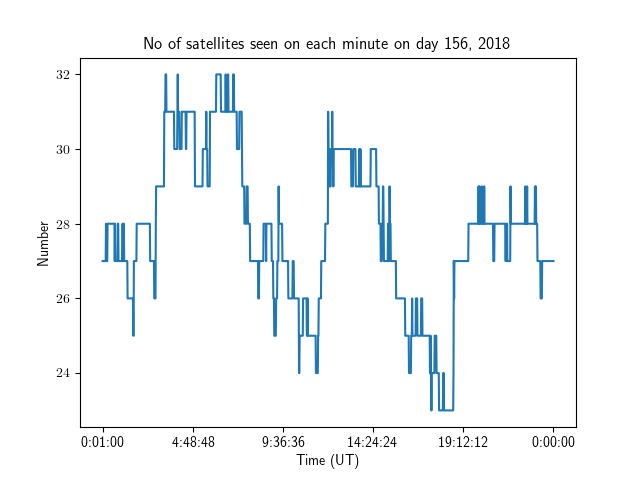 No of satellites seen on each minute on day 156, 2018
32
30
28
26
24
Number
0:01:00 4:48:48 9:36:36 14:24:24 19:12:12 0:00:00
Time (UT)